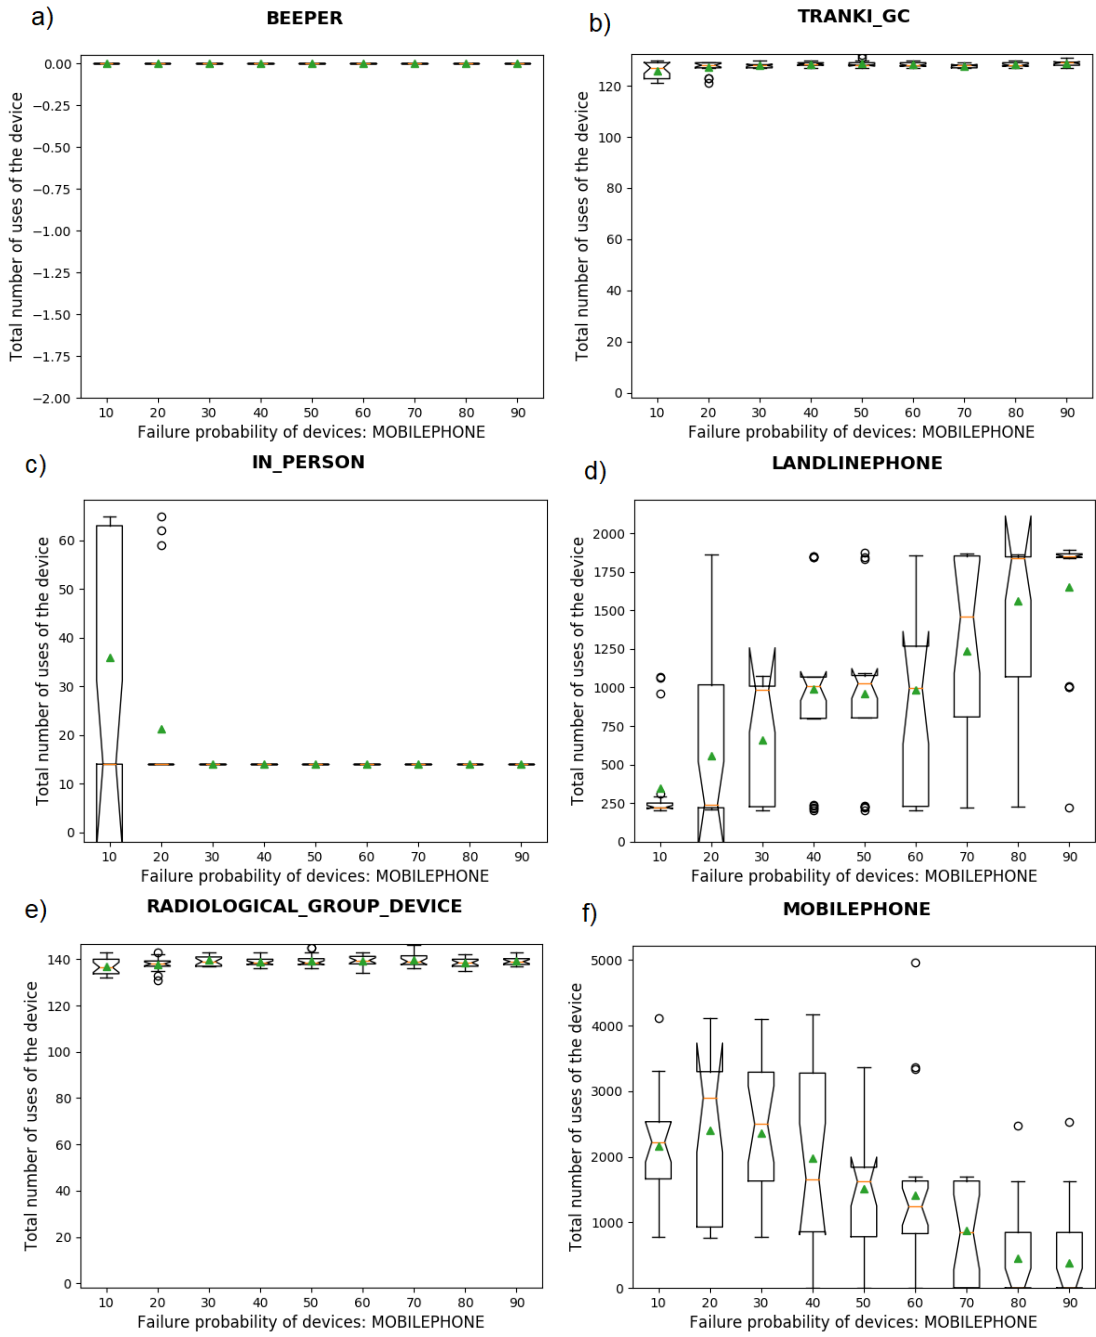 a)
BEEPER
Total number of uses of the device
0.00
−0.25
−0.50
−0.75
−1.00
−1.25
−1.50
−1.75
−2.00
10 20 30 40 50 60 70 80 90
Failure probability of devices: MOBILEPHONE
b)
TRANKI_GC
Total number of uses of the device
120
100
80
60
40
20
0
10 20 30 40 50 60 70 80 90
Failure probability of devices: MOBILEPHONE
c)
IN_PERSON
Total number of uses of the device
60
50
40
30
20
10
0
10 20 30 40 50 60 70 80 90
Failure probability of devices: MOBILEPHONE
d)
LANDLINEPHONE
Total number of uses of the device
2000
1750
1500
1250
1000
750
500
250
0
10 20 30 40 50 60 70 80 90
Failure probability of devices: MOBILEPHONE
e)
RADIOLOGICAL_GROUP_DEVICE
Total number of uses of the device
140
120
100
80
60
40
20
0
10 20 30 40 50 60 70 80 90
Failure probability of devices: MOBILEPHONE
f)
MOBILEPHONE
Total number of uses of the device
5000
4000
3000
2000
1000
0
10 20 30 40 50 60 70 80 90
Failure probability of devices: MOBILEPHONE